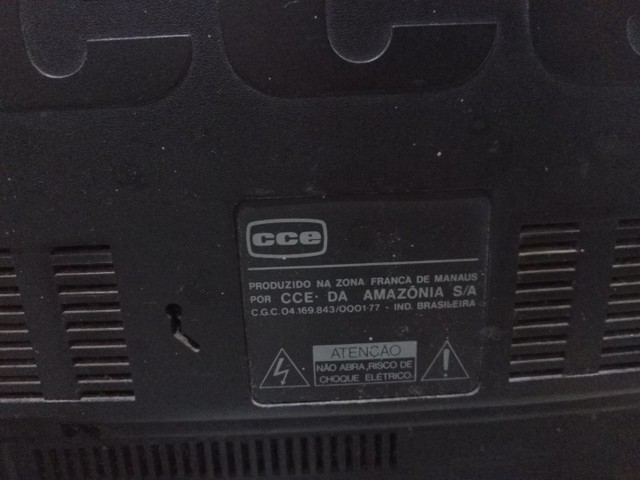 CCC
cce
PRODUZIDO NA ZONA FRANCA DE MANAUS
POR CCE· DA AMAZÔNIA S/A
C.G.C. 04.169.843/0001-77 - IND. BRASILEIRA
ATENÇÃO
NÃO ABRA, RISCO DE
CHOQUE ELÉTRICO.